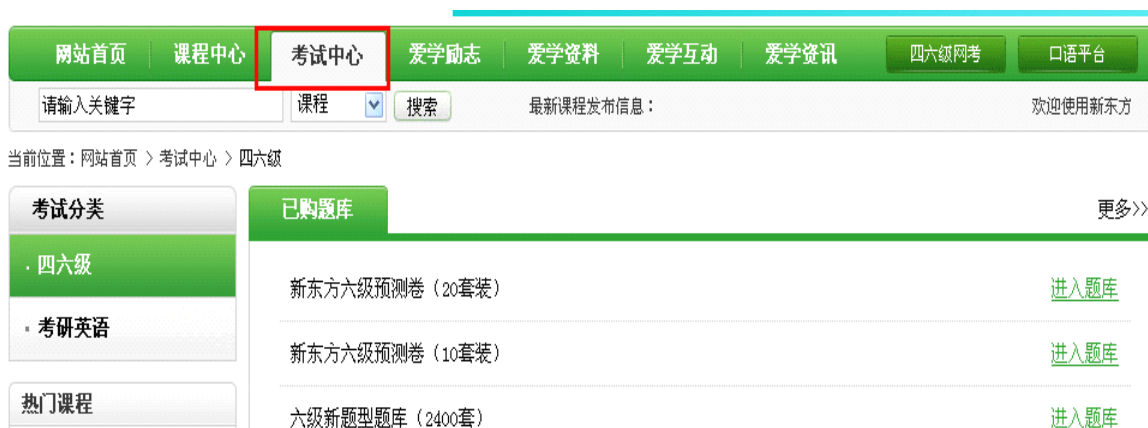 网站首页 课程中心 考试中心 爱学励志 爱学资料 爱学互动 爱学资讯 四六级网考 口语平台
请输入关键字 课程 搜索 最新课程发布信息： 欢迎使用新东方
当前位置：网站首页 > 考试中心 > 四六级
考试分类 已购题库 更多>>
· 四六级
新东方六级预测卷（20套装） 进入题库
· 考研英语
新东方六级预测卷（10套装） 进入题库
热门课程
六级新题型题库（2400套） 进入题库